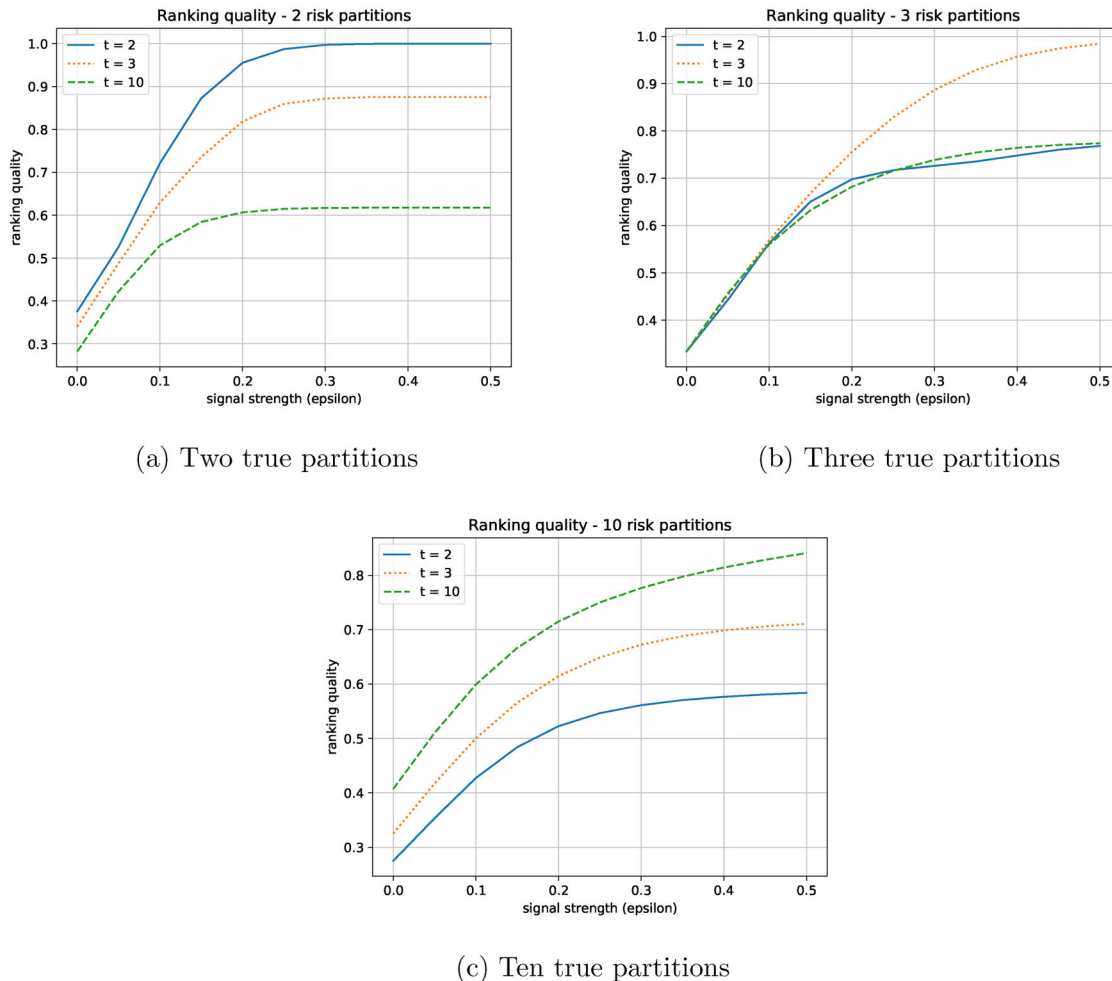 Ranking quality - 2 risk partitions
t = 2
t = 3
t = 10
1.0
0.9
0.8
0.7
0.6
0.5
0.4
0.3
ranking quality
0.0 0.1 0.2 0.3 0.4 0.5
signal strength (epsilon)
(a) Two true partitions
Ranking quality - 3 risk partitions
t = 2
t = 3
t = 10
1.0
0.9
0.8
0.7
0.6
0.5
0.4
ranking quality
0.0 0.1 0.2 0.3 0.4 0.5
signal strength (epsilon)
(b) Three true partitions
Ranking quality - 10 risk partitions
t = 2
t = 3
t = 10
0.8
0.7
0.6
0.5
0.4
0.3
ranking quality
0.0 0.1 0.2 0.3 0.4 0.5
signal strength (epsilon)
(c) Ten true partitions